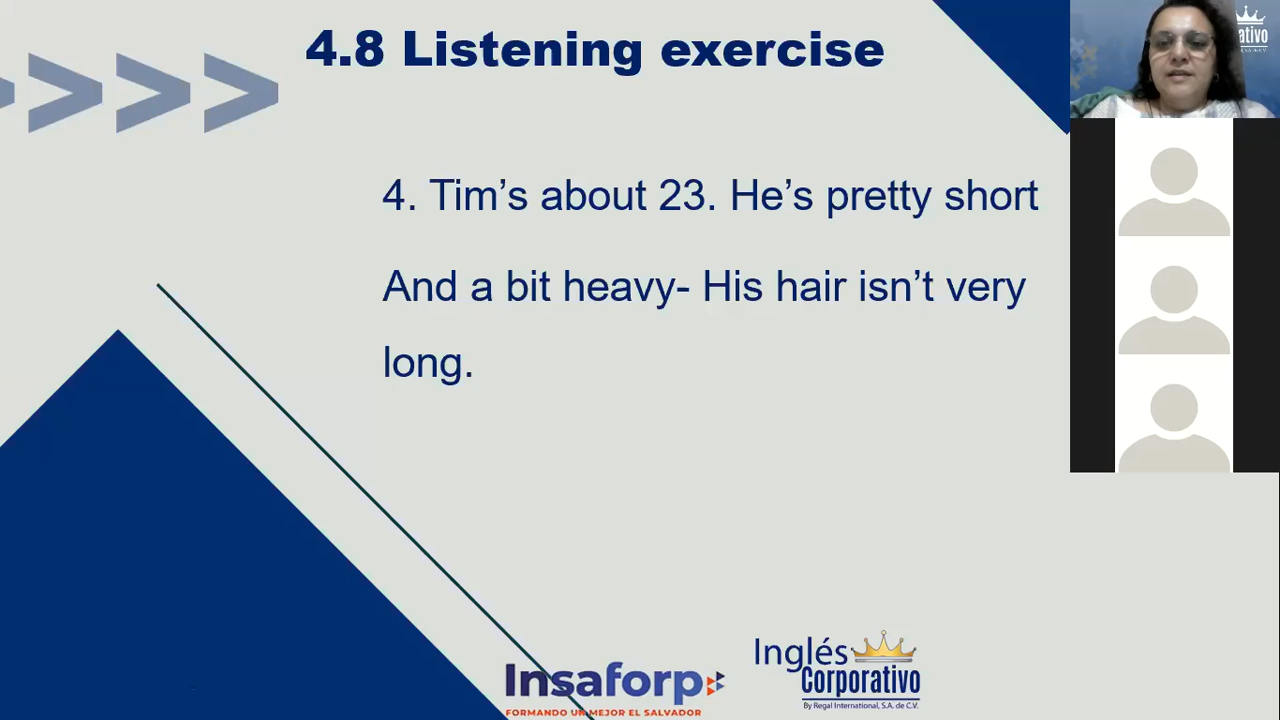 4.8 Listening exercise
4. Tim's about 23. He's pretty short
And a bit heavy- His hair isn't very
long.
Insaforp
FORMANDO UN MEJOR EL SALVADOR
Inglés
Corporativo
By Regal International, S.A. de C.V.